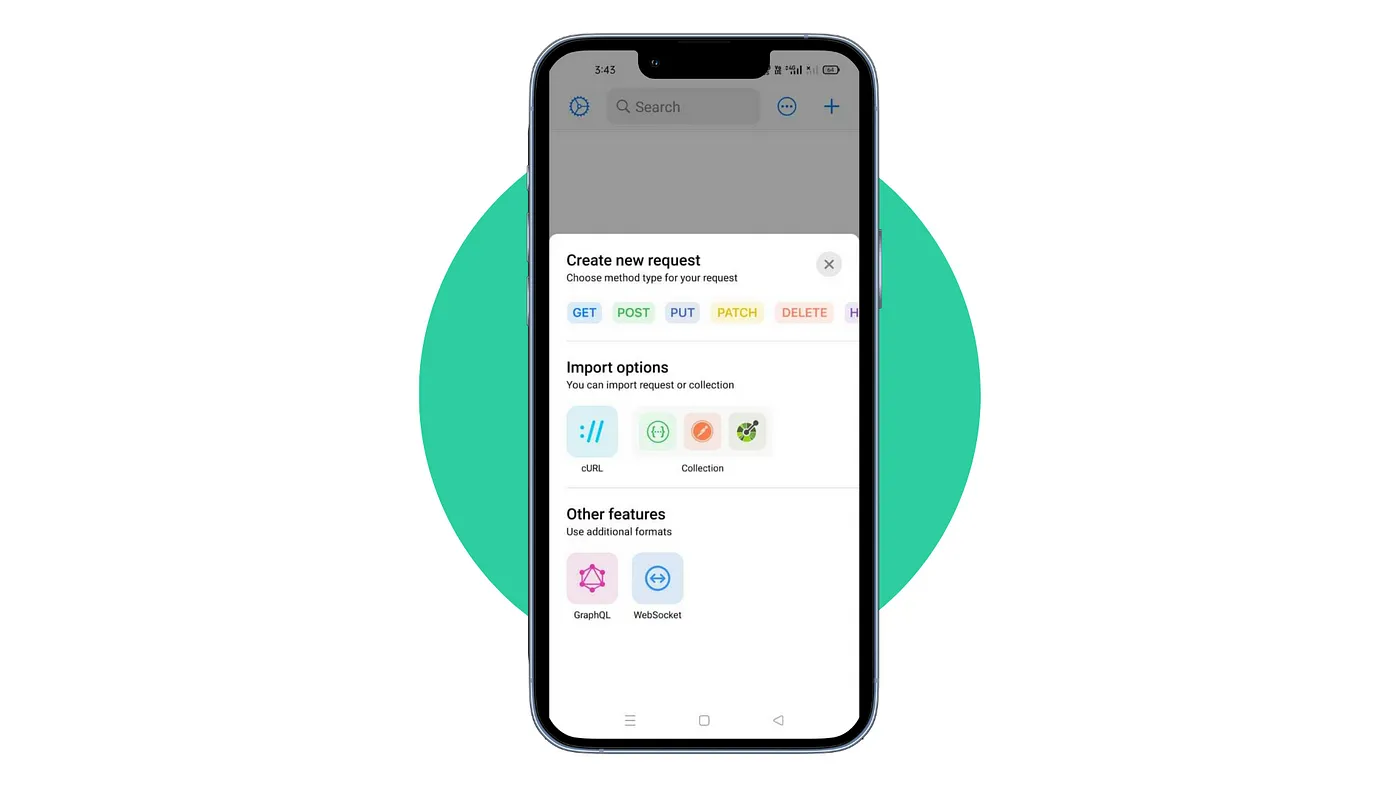 3:43
64
Search
Create new request
Choose method type for your request
GET POST PUT PATCH DELETE H
Import options
You can import request or collection
cURL Collection
Other features
Use additional formats
GraphQL WebSocket